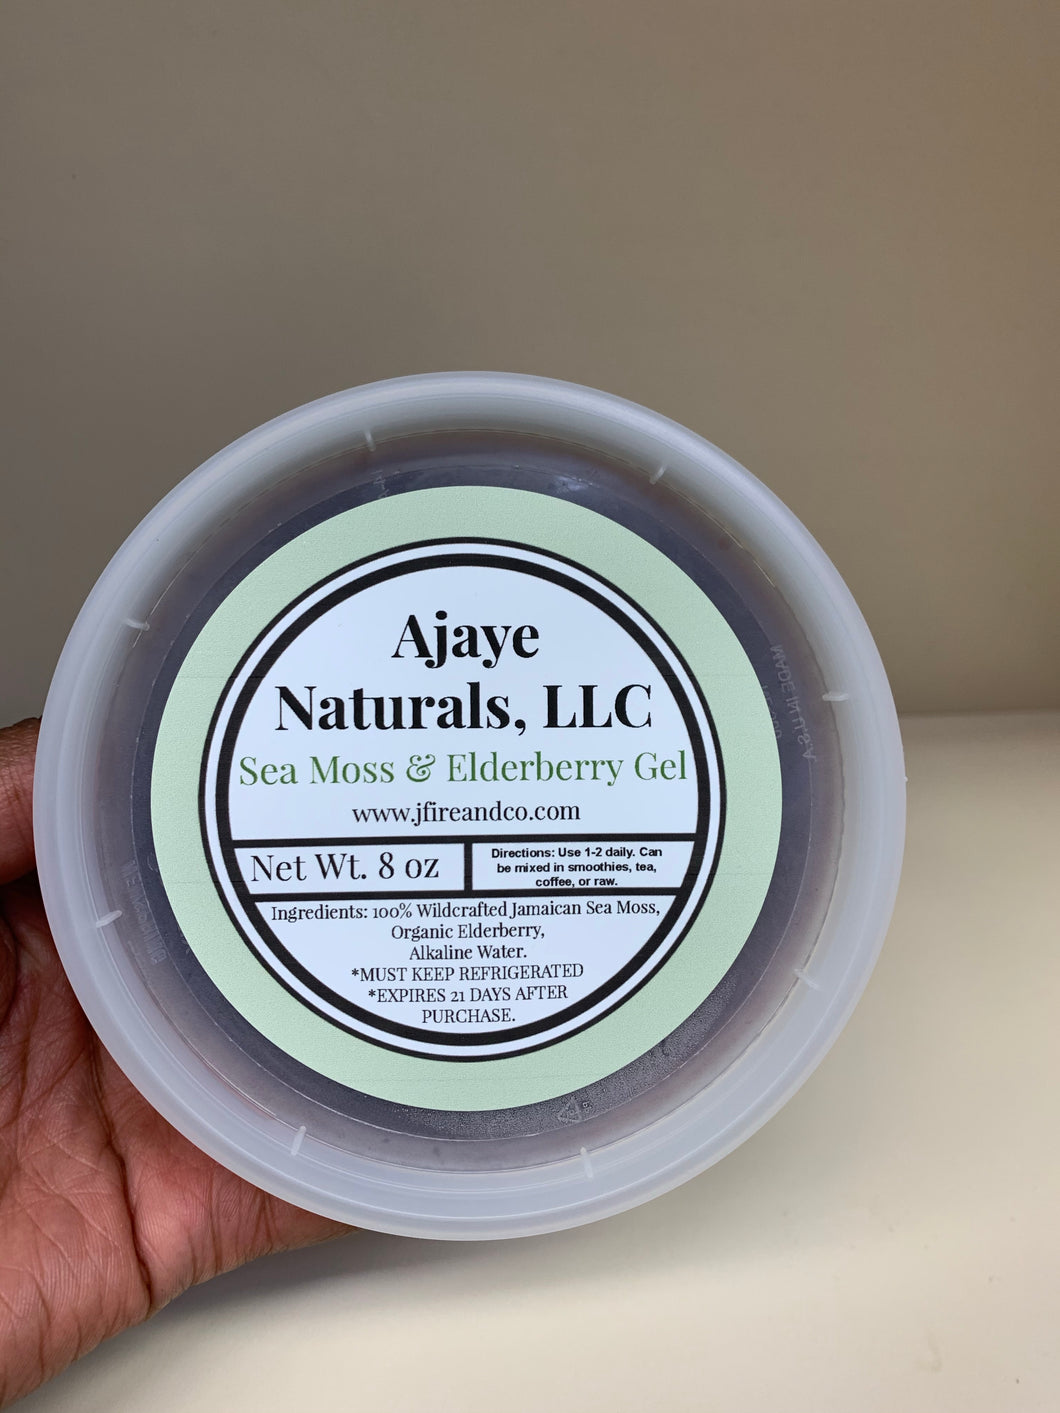 Ajaye
Naturals, LLC
Sea Moss & Elderberry Gel
www.jfireandco.com
Net Wt. 8 oz
Directions: Use 1-2 daily. Can
be mixed in smoothies, tea,
coffee, or raw.
Ingredients: 100% Wildcrafted Jamaican Sea Moss,
Organic Elderberry,
Alkaline Water.
*MUST KEEP REFRIGERATED
*EXPIRES 21 DAYS AFTER
PURCHASE.
MADE IN U.S.A